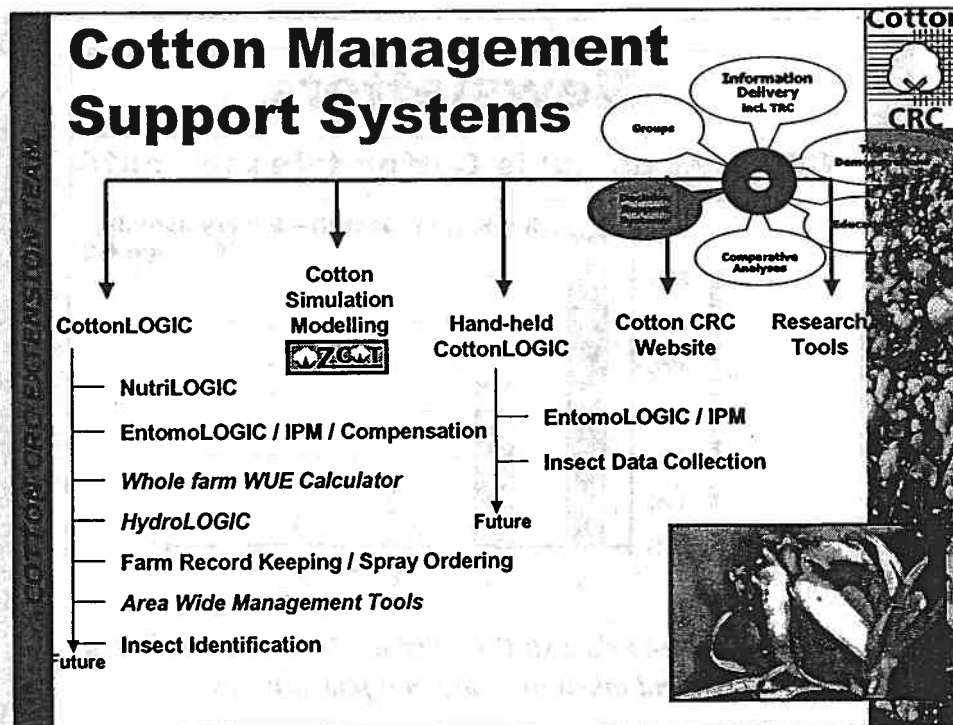 Cotton Management
Support Systems
Cotton
CRC
COTTON CRC EXTENSION TEAM
Information
Delivery
Incl. TRC
Groups
Comparative
Analyses
CottonLOGIC
NutriLOGIC
EntomoLOGIC / IPM / Compensation
Whole farm WUE Calculator
HydroLOGIC
Farm Record Keeping / Spray Ordering
Area Wide Management Tools
Insect Identification
Future
Cotton
Simulation
Modelling
OZCOT
Hand-held
CottonLOGIC
EntomoLOGIC / IPM
Insect Data Collection
Future
Cotton CRC
Website
Research
Tools